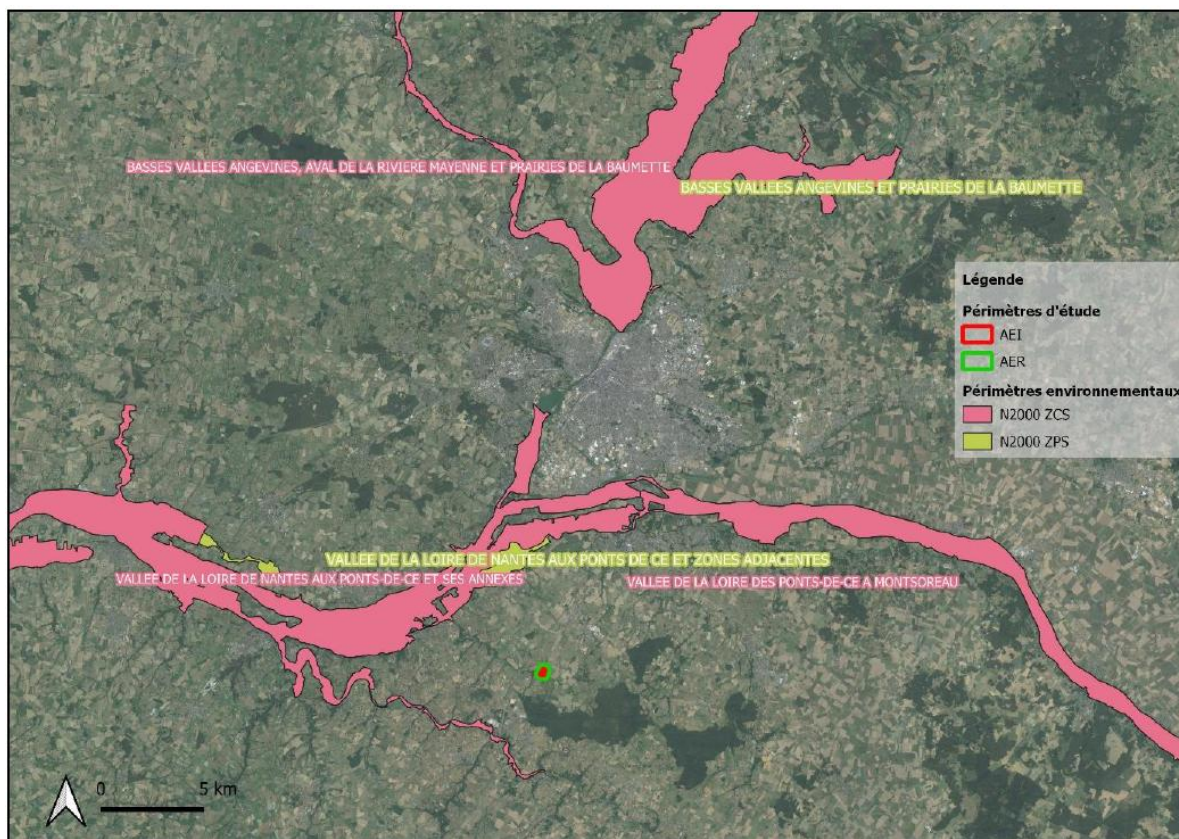 BASSES VALLEES ANGEVINES, AVAL DE LA RIVIERE MAYENNE ET PRAIRIES DE LA BAUMETTE
BASSES VALLEES ANGEVINES ET PRAIRIES DE LA BAUMETTE
Légende
Périmètres d'étude
AEI
AER
Périmètres environnementaux
N2000 ZCS
N2000 ZPS
VALLEE DE LA LOIRE DE NANTES AUX PONTS DE CE ET ZONES ADJACENTES
VALLEE DE LA LOIRE DE NANTES AUX PONTS-DE-CE ET SES ANNEXES
VALLEE DE LA LOIRE DES PONTS-DE-CE A MONTSOREAU
0 5 km